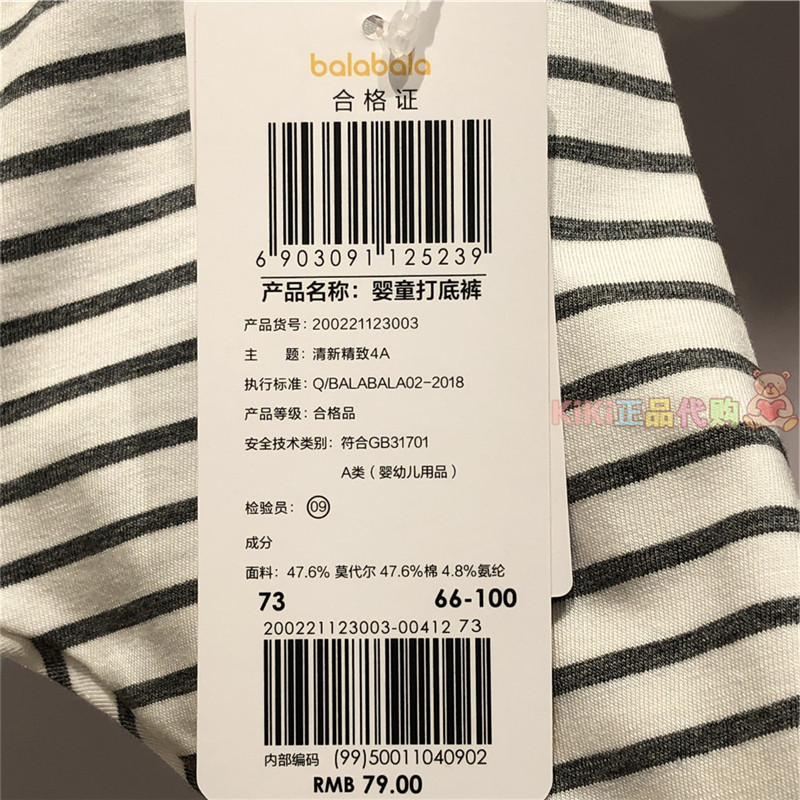 balabala
合格证
6 903091 125239
产品名称：婴童打底裤
产品货号：200221123003
主 题：清新精致4A
执行标准：Q/BALABALA02-2018
产品等级：合格品
安全技术类别：符合GB31701
A类（婴幼儿用品）
检验员：09
成分
面料：47.6% 莫代尔 47.6%棉 4.8%氨纶
73 66-100
200221123003-00412 73
内部编码 (99)50011040902
RMB 79.00
KiKi正品代购